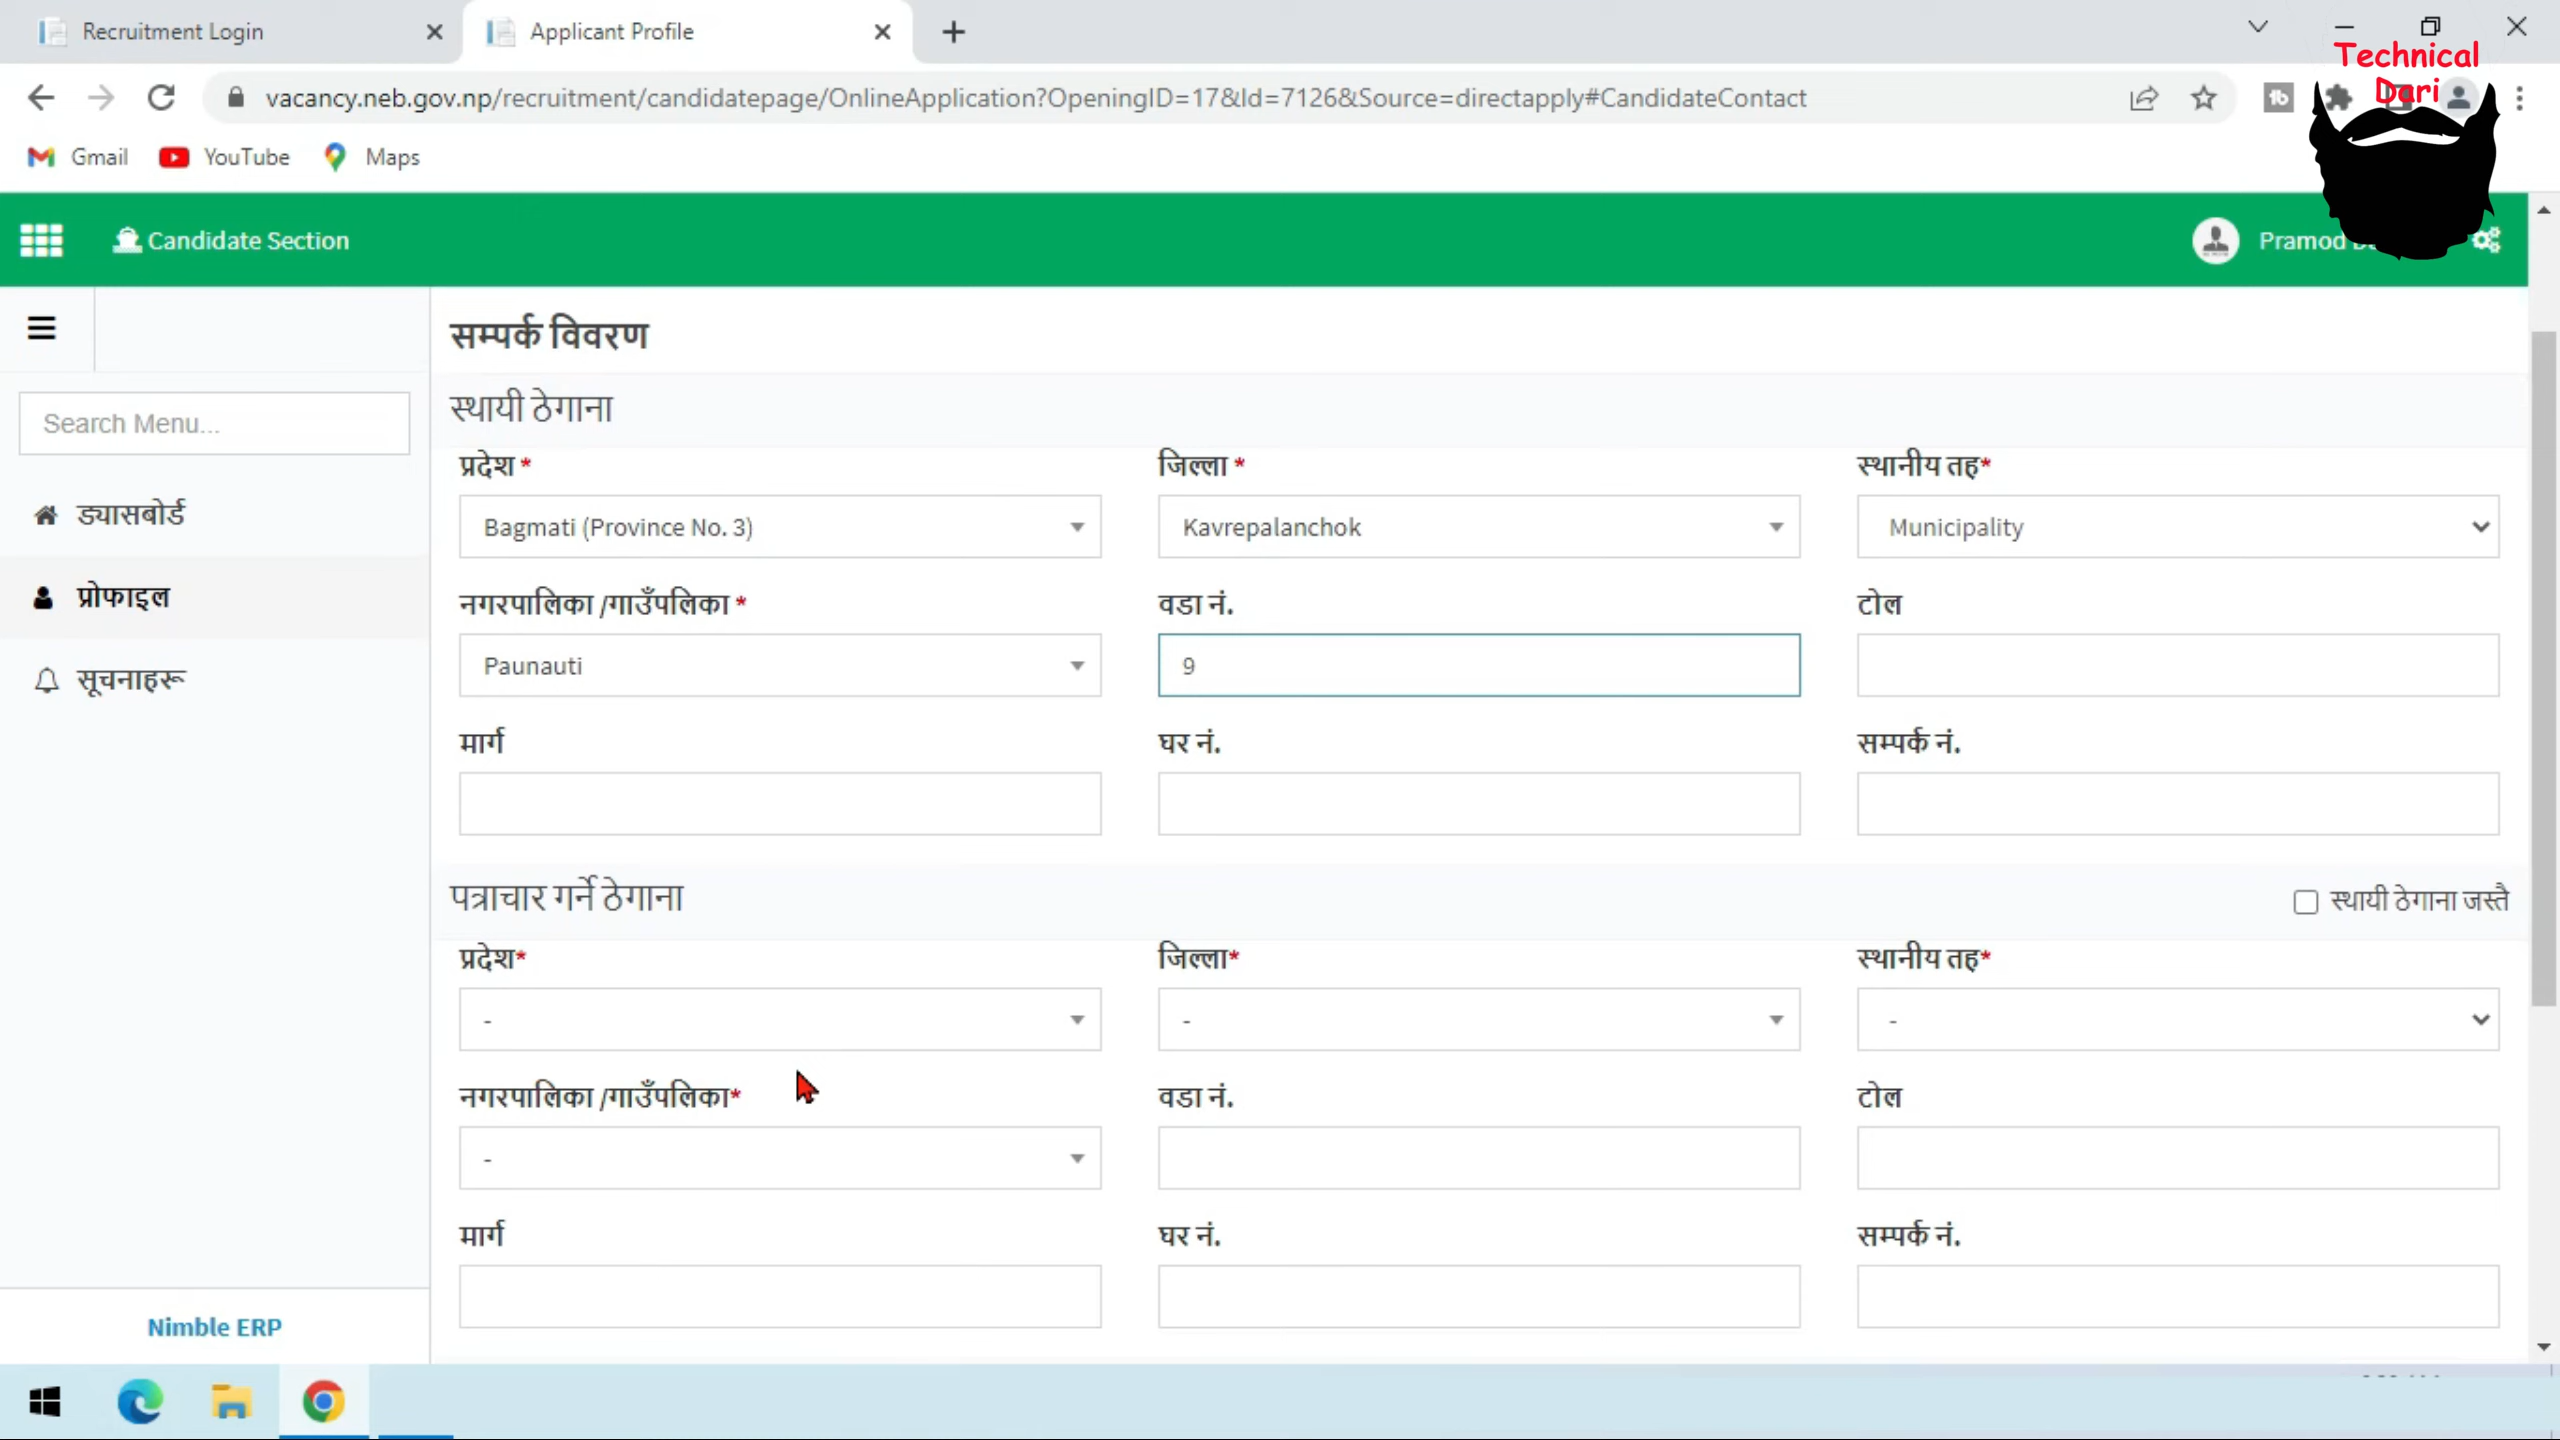 Recruitment Login
Applicant Profile
Technical
Dari
vacancy.neb.gov.np/recruitment/candidatepage/OnlineApplication?OpeningID=17&Id=7126&Source=directapply#CandidateContact
Gmail YouTube Maps
Candidate Section
Pramod
सम्पर्क विवरण
Search Menu...
ड्यासबोर्ड
प्रोफाइल
सूचनाहरू
Nimble ERP
स्थायी ठेगाना
प्रदेश * जिल्ला * स्थानीय तह*
Bagmati (Province No. 3) Kavrepalanchok Municipality
नगरपालिका /गाउँपलिका * वडा नं. टोल
Paunauti 9
मार्ग घर नं. सम्पर्क नं.
पत्राचार गर्ने ठेगाना स्थायी ठेगाना जस्तै
प्रदेश* जिल्ला* स्थानीय तह*
- - -
नगरपालिका /गाउँपलिका* वडा नं. टोल
-
मार्ग घर नं. सम्पर्क नं.